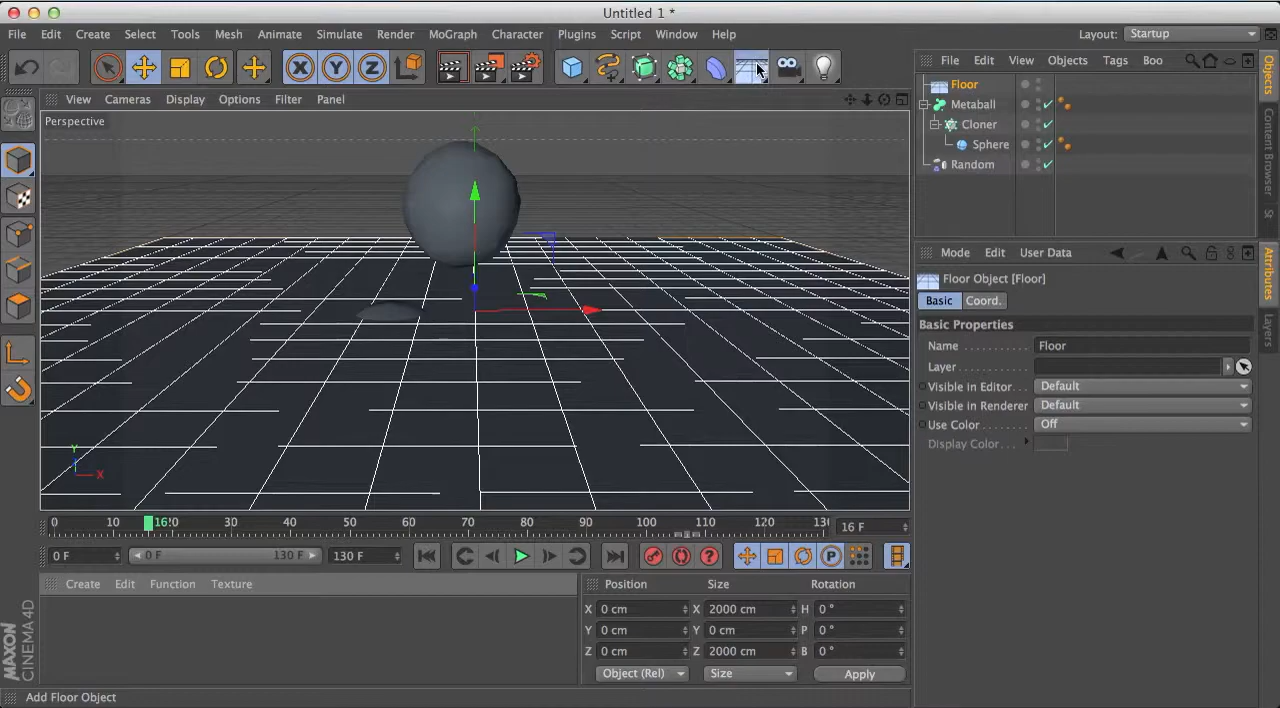 Untitled 1 *
File Edit Create Select Tools Mesh Animate Simulate Render MoGraph Character Plugins Script Window Help Layout: Startup
X Y Z
File Edit View Objects Tags Boo
View Cameras Display Options Filter Panel
Perspective
Floor
Metaball
Cloner
Sphere
Random
Objects
Content Browser
St
Mode Edit User Data
Floor Object [Floor]
Basic Coord.
Basic Properties
Name Floor
Layer
Visible in Editor Default
Visible in Renderer Default
Use Color Off
Display Color
Attributes
Layers
Y
X
0 10 16 20 30 40 50 60 70 80 90 100 110 120 13 16 F
0 F 0 F 130 F 130 F P
Create Edit Function Texture
Position Size Rotation
X 0 cm X 2000 cm H 0 °
Y 0 cm Y 0 cm P 0 °
Z 0 cm Z 2000 cm B 0 °
Object (Rel) Size Apply
MAXON
CINEMA 4D
Add Floor Object